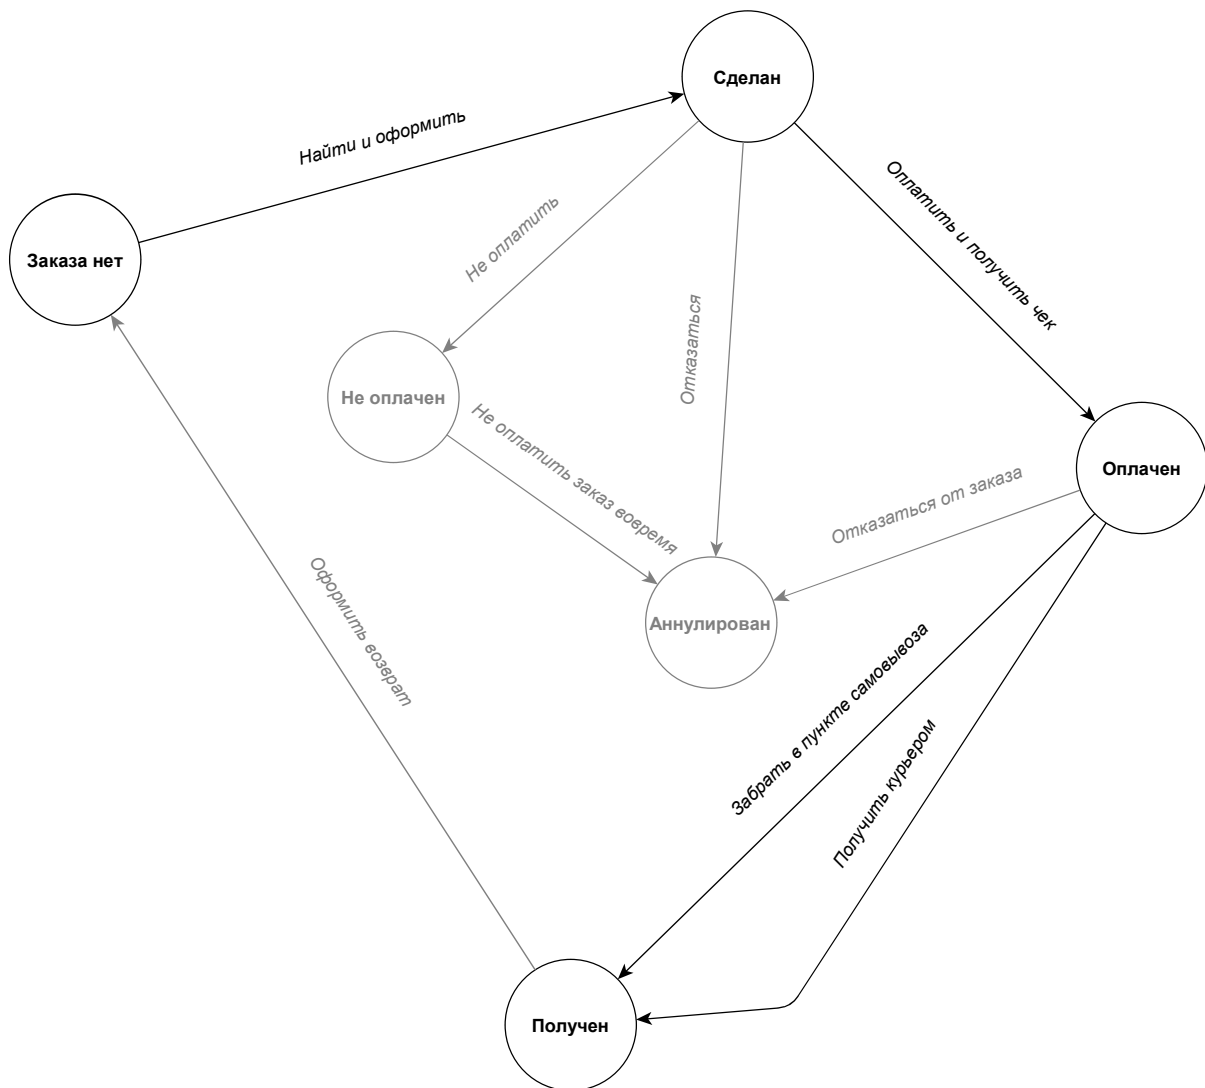 Сделан
Найти и оформить
Оплатить и получить чек
Не оплатить
Заказа нет
Отказаться
Не оплачен
Не оплатить заказ вовремя
Оплачен
Отказаться от заказа
Оформить возврат
Аннулирован
Забрать в пункте самовывоза
Получить курьером
Получен